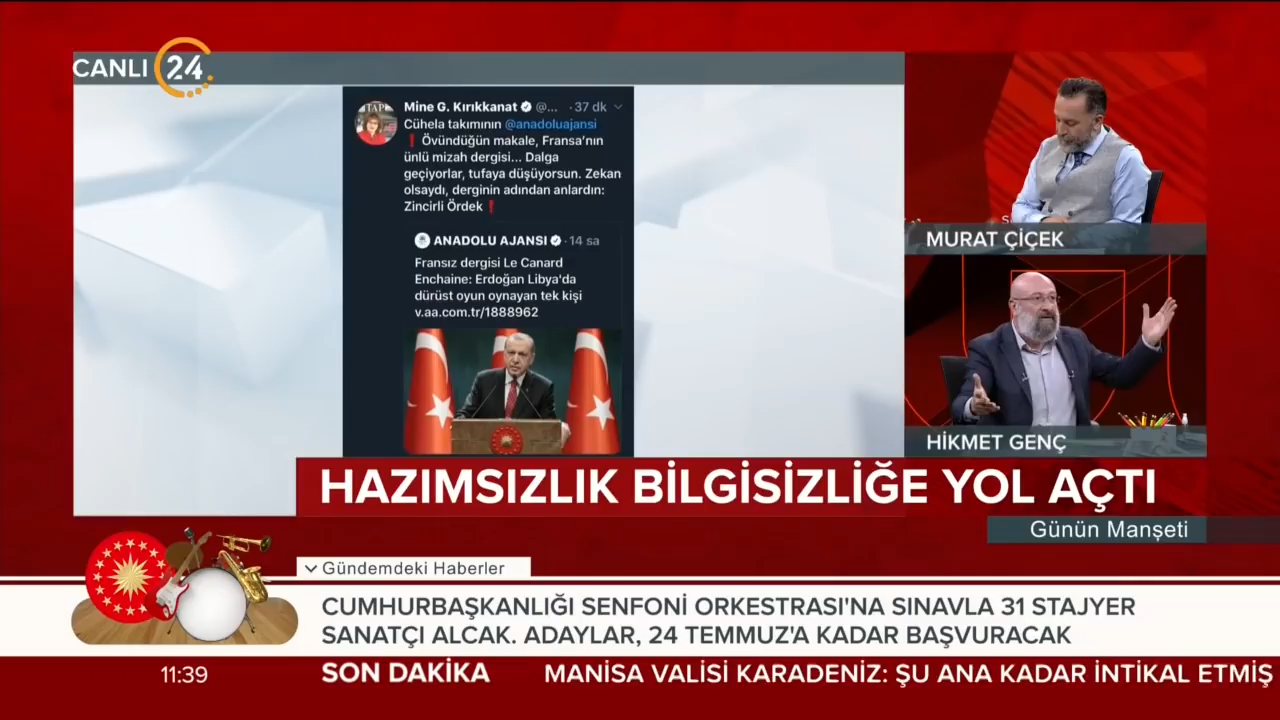 CANLI 24
Mine G. Kırıkkanat @... · 37 dk
Cühela takımının @anadoluajansi
❗ Övündüğün makale, Fransa'nın
ünlü mizah dergisi... Dalga
geçiyorlar, tufaya düşüyorsun. Zekan
olsaydı, derginin adından anlardın:
Zincirli Ördek❗
ANADOLU AJANSI · 14 sa
Fransız dergisi Le Canard
Enchaine: Erdoğan Libya'da
dürüst oyun oynayan tek kişi
v.aa.com.tr/1888962
MURAT ÇİÇEK
HİKMET GENÇ
HAZIMSIZLIK BİLGİSİZLİĞE YOL AÇTI
Günün Manşeti
Gündemdeki Haberler
CUMHURBAŞKANLIĞI SENFONİ ORKESTRASI'NA SINAVLA 31 STAJYER
SANATÇI ALCAK. ADAYLAR, 24 TEMMUZ'A KADAR BAŞVURACAK
11:39
SON DAKİKA
MANİSA VALİSİ KARADENİZ: ŞU ANA KADAR İNTİKAL ETMİŞ